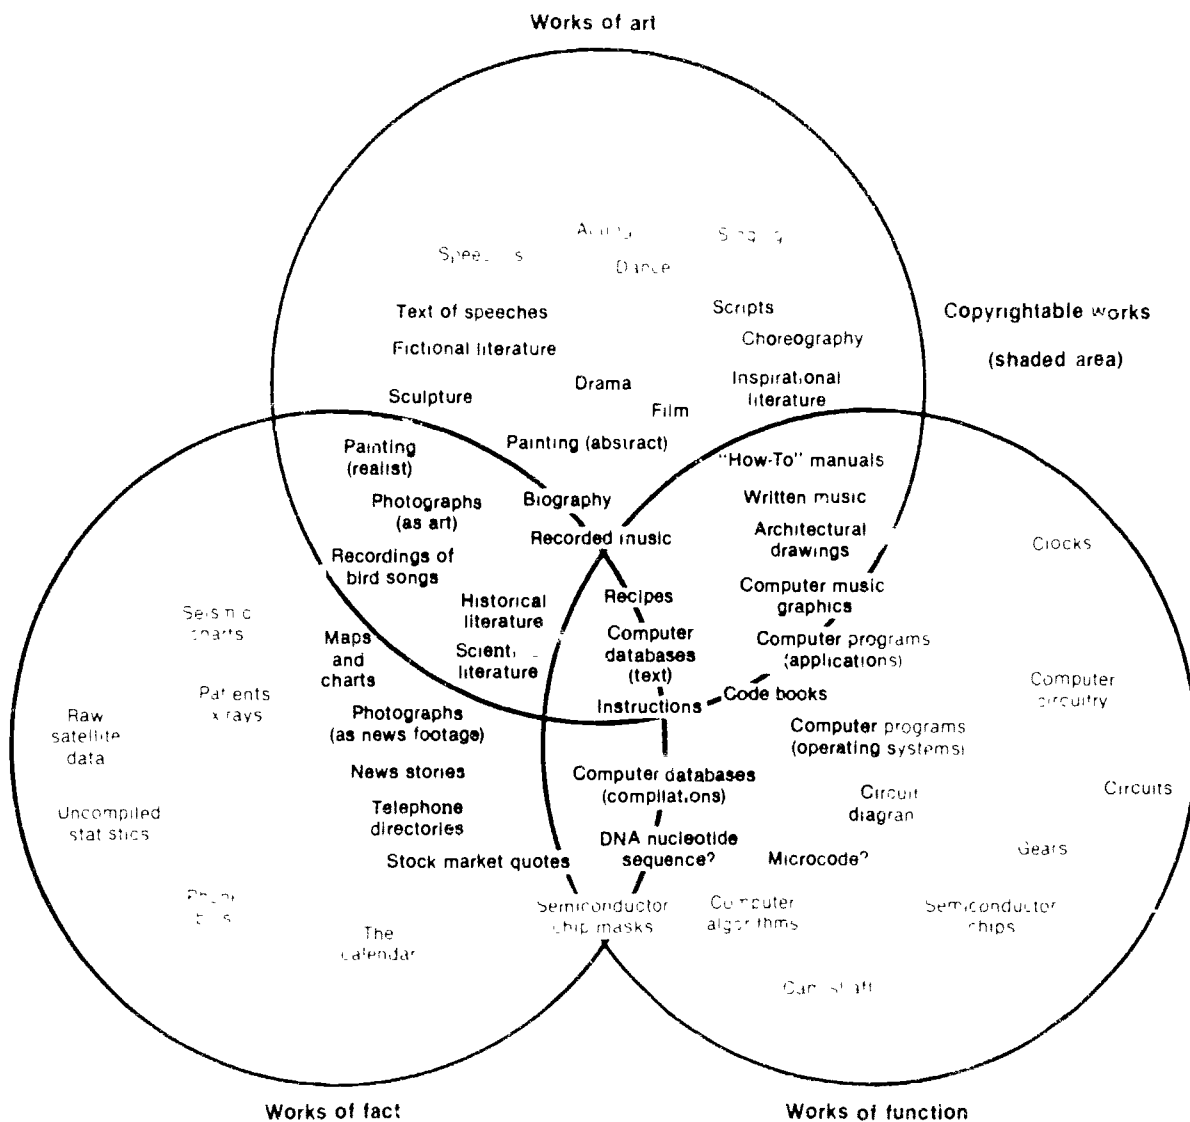 Works of art
Singing
Dance
Text of speeches
Scripts
Copyrightable works
Choreography
(shaded area)
Fictional literature
Drama
Inspirational
literature
Sculpture
Film
Painting (abstract)
Painting
(realist)
"How-To" manuals
Photographs
(as art)
Biography
Written music
Recorded music
Architectural
drawings
Clocks
Recordings of
bird songs
Computer music
graphics
Historical
literature
Recipes
Seismic
charts
Maps
and
charts
literature
Computer
databases
(text)
Computer programs
(applications)
Patients
x rays
Instructions
Code books
Computer
circuitry
Raw
satellite
data
Photographs
(as news footage)
Computer programs
(operating systems)
News stories
Computer databases
(compilations)
Circuit
Circuits
Uncompiled
statistics
Telephone
directories
DNA nucleotide
sequence?
Microcode?
Gears
Stock market quotes
Semiconductor
chip masks
Computer
algorithms
Semiconductor
chips
The
calendar
Works of fact
Works of function